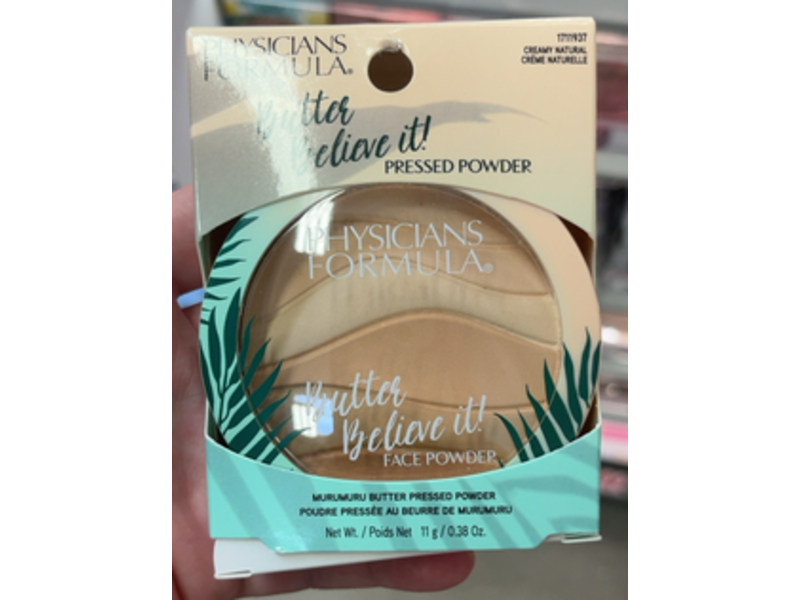 PHYSICIANS
FORMULA®
1711937
CREAMY NATURAL
CRÈME NATURELLE
Butter
Believe it!
PRESSED POWDER
PHYSICIANS
FORMULA®
Butter
Believe it!
FACE POWDER
MURUMURU BUTTER PRESSED POWDER
POUDRE PRESSÉE AU BEURRE DE MURUMURU
Net Wt. / Poids Net 11 g / 0.38 Oz.